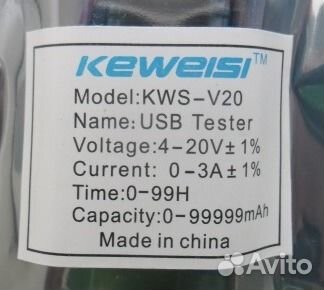 KEWEISI™
Model:KWS-V20
Name:USB Tester
Voltage:4-20V±1%
Current: 0-3A±1%
Time:0-99H
Capacity:0-99999mAh
Made in china
Avito